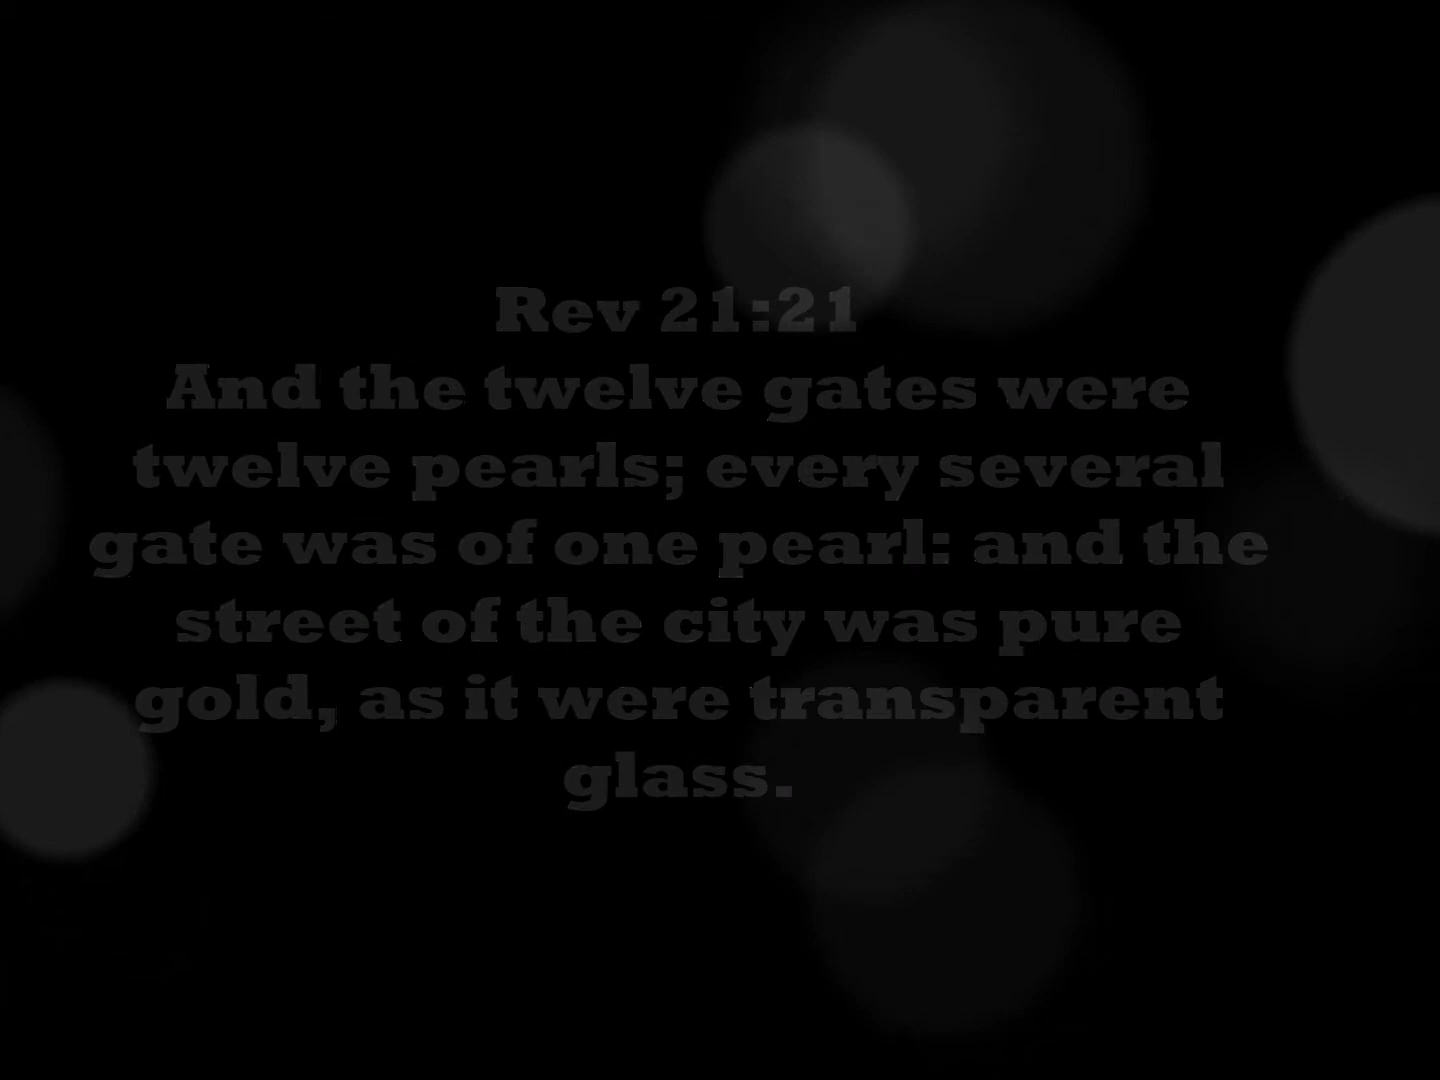 Rev 21:21
And the twelve gates were
twelve pearls; every several
gate was of one pearl: and the
street of the city was pure
gold, as it were transparent
glass.